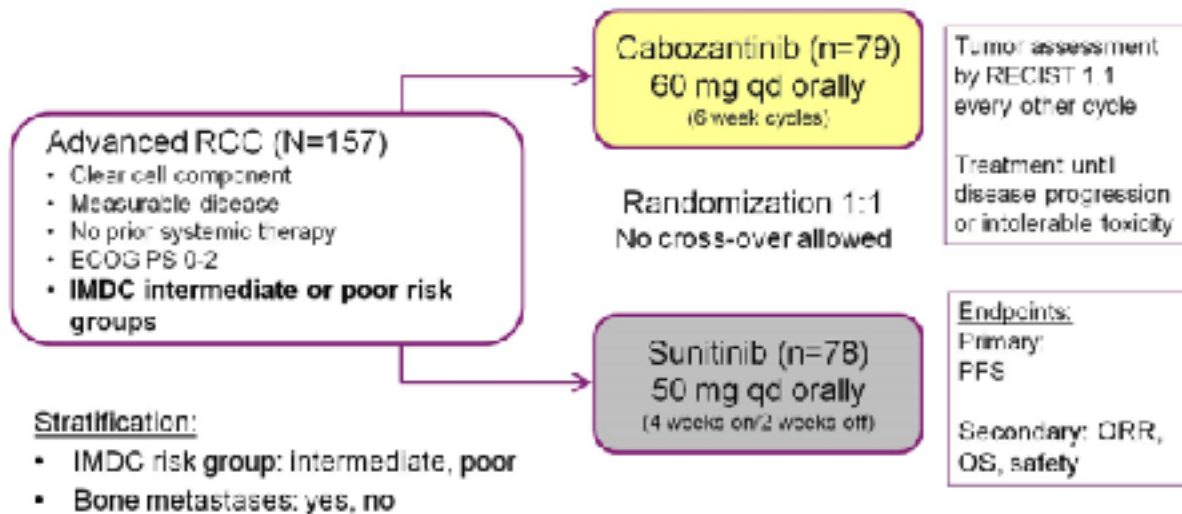 Advanced RCC (N=157)
• Clear cell component
• Measurable disease
• No prior systemic therapy
• ECOG PS 0-2
• IMDC intermediate or poor risk
groups
Stratification:
• IMDC risk group: intermediate, poor
• Bone metastases: yes, no
Cabozantinib (n=79)
60 mg qd orally
(6 week cycles)
Randomization 1:1
No cross-over allowed
Sunitinib (n=78)
50 mg qd orally
(4 weeks on/2 weeks off)
Tumor assessment
by RECIST 1.1
every other cycle
Treatment until
disease progression
or intolerable toxicity
Endpoints:
Primary:
PFS
Secondary: ORR,
OS, safety